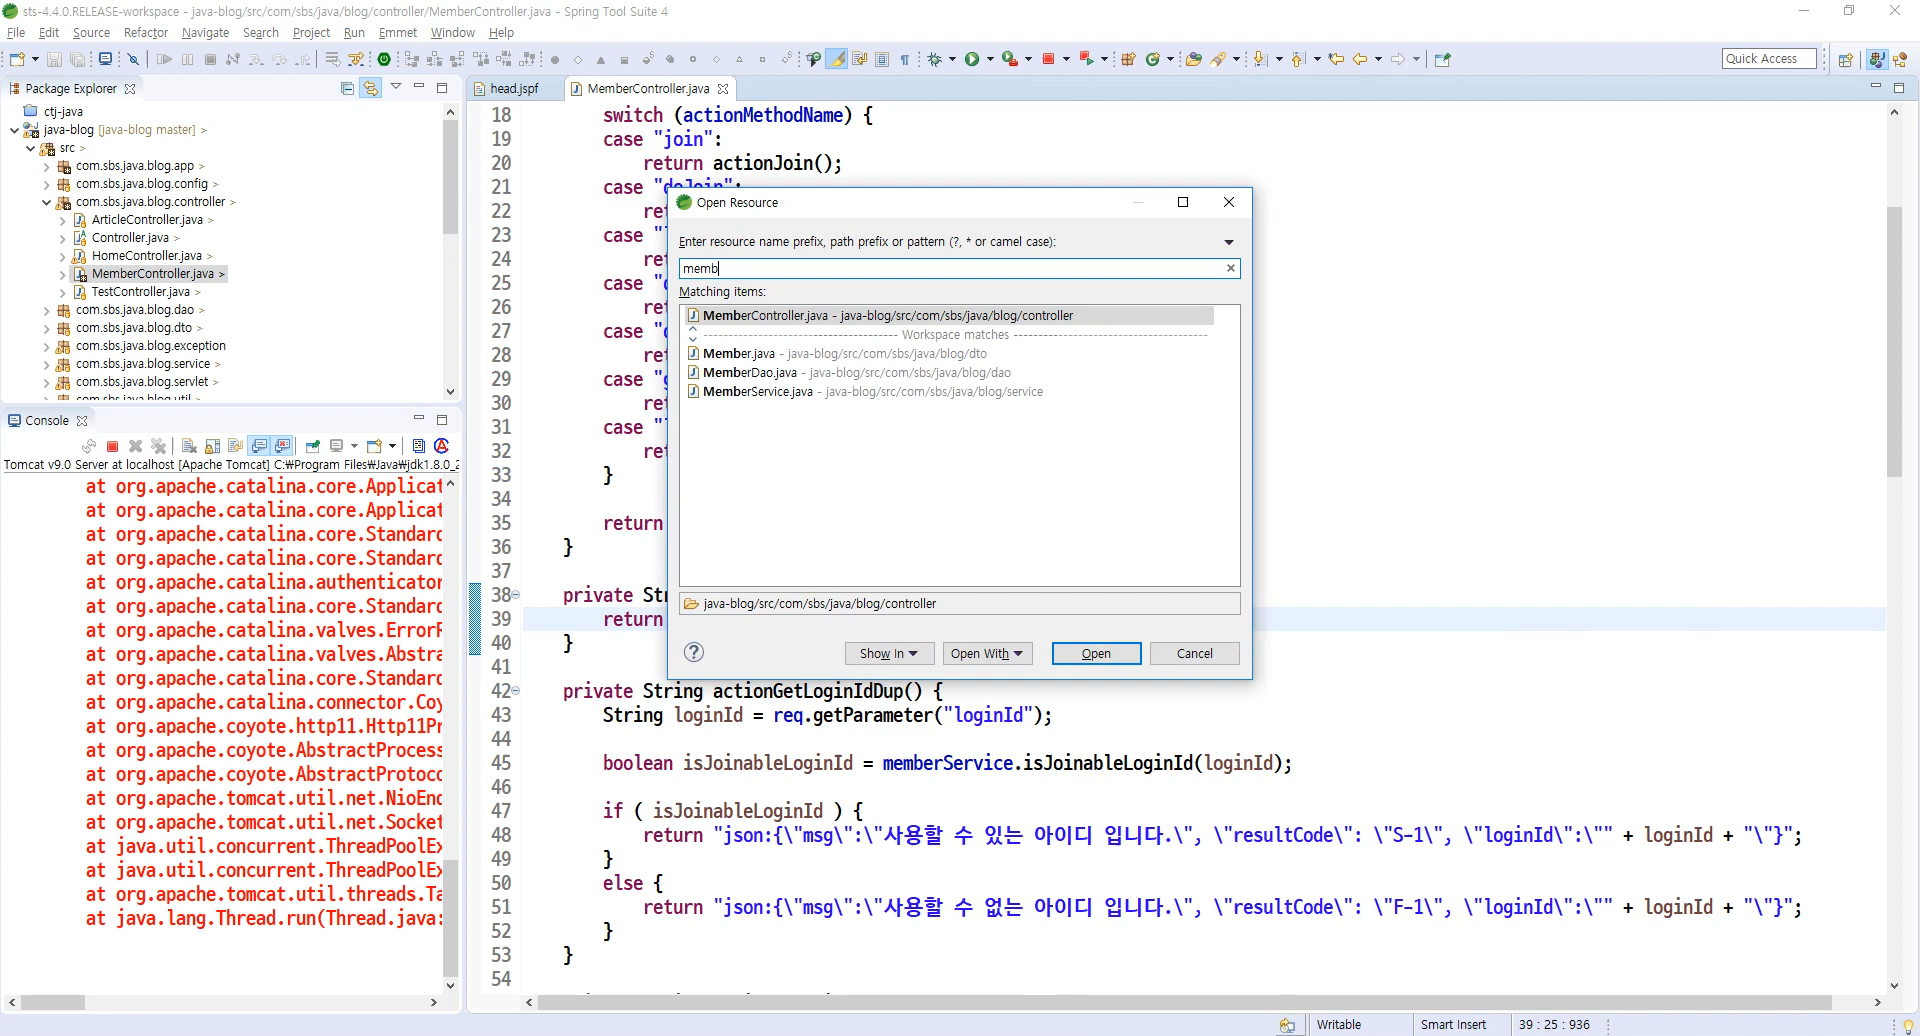 sts-4.4.0.RELEASE-workspace - java-blog/src/com/sbs/java/blog/controller/MemberController.java - Spring Tool Suite 4
File Edit Source Refactor Navigate Search Project Run Emmet Window Help
Quick Access
Package Explorer
ctj-java
java-blog [java-blog master] >
src >
com.sbs.java.blog.app >
com.sbs.java.blog.config >
com.sbs.java.blog.controller >
ArticleController.java >
Controller.java >
HomeController.java >
MemberController.java >
TestController.java >
com.sbs.java.blog.dao >
com.sbs.java.blog.dto >
com.sbs.java.blog.exception
com.sbs.java.blog.service >
com.sbs.java.blog.servlet >
com.sbs.java.blog.util >
Console
Tomcat v9.0 Server at localhost [Apache Tomcat] C:₩Program Files₩Java₩jdk1.8.0_2
at org.apache.catalina.core.Applicat
at org.apache.catalina.core.Applicat
at org.apache.catalina.core.Standard
at org.apache.catalina.core.Standard
at org.apache.catalina.authenticator
at org.apache.catalina.core.Standard
at org.apache.catalina.valves.ErrorR
at org.apache.catalina.valves.Abstra
at org.apache.catalina.core.Standard
at org.apache.catalina.connector.Coy
at org.apache.coyote.http11.Http11Pr
at org.apache.coyote.AbstractProcess
at org.apache.coyote.AbstractProtoco
at org.apache.tomcat.util.net.NioEnd
at org.apache.tomcat.util.net.Socket
at java.util.concurrent.ThreadPoolEx
at java.util.concurrent.ThreadPoolEx
at org.apache.tomcat.util.threads.Ta
at java.lang.Thread.run(Thread.java:
head.jspf
MemberController.java
18 switch (actionMethodName) {
19 case "join":
20 return actionJoin();
21 case "doJoin":
22 ret
23 case "
24 ret
25 case "
26 ret
27 case "
28 ret
29 case "
30 ret
31 case "
32 ret
33 }
34
35 return
36 }
37
38 private Str
39 return
40 }
41
42 private String actionGetLoginIdDup() {
43 String loginId = req.getParameter("loginId");
44
45 boolean isJoinableLoginId = memberService.isJoinableLoginId(loginId);
46
47 if ( isJoinableLoginId ) {
48 return "json:{\"msg\":\"사용할 수 있는 아이디 입니다.\", \"resultCode\": \"S-1\", \"loginId\":\"" + loginId + "\"}";
49 }
50 else {
51 return "json:{\"msg\":\"사용할 수 없는 아이디 입니다.\", \"resultCode\": \"F-1\", \"loginId\":\"" + loginId + "\"}";
52 }
53 }
54
Open Resource
Enter resource name prefix, path prefix or pattern (?, * or camel case):
memb
Matching items:
MemberController.java - java-blog/src/com/sbs/java/blog/controller
Workspace matches
Member.java - java-blog/src/com/sbs/java/blog/dto
MemberDao.java - java-blog/src/com/sbs/java/blog/dao
MemberService.java - java-blog/src/com/sbs/java/blog/service
java-blog/src/com/sbs/java/blog/controller
Show In
Open With
Open
Cancel
Writable
Smart Insert
39 : 25 : 936